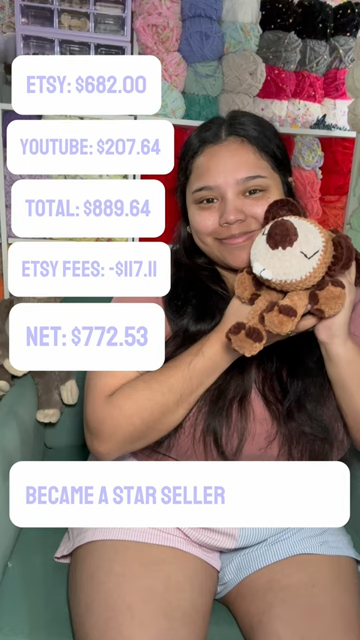 ETSY: $682.00
YOUTUBE: $207.64
TOTAL: $889.64
ETSY FEES: -$117.11
NET: $772.53
BECAME A STAR SELLER